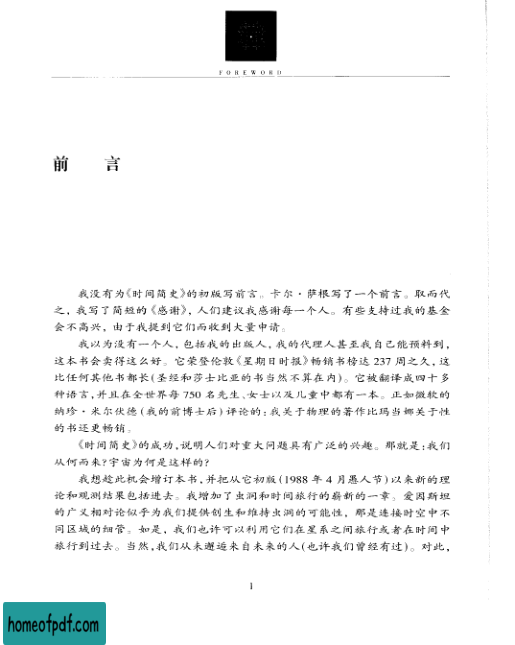 FOREWORD
前 言
我没有为《时间简史》的初版写前言。卡尔·萨根写了一个前言。取而代
之，我写了简短的《感谢》，人们建议我感谢每一个人。有些支持过我的基金
会不高兴，由于我提到它们而收到大量申请。
我以为没有一个人，包括我的出版人，我的代理人甚至我自己能预料到，
这本书会卖得这么好。它荣登伦敦《星期日时报》畅销书榜达 237 周之久，这
比任何其他书都长(圣经和莎士比亚的书当然不算在内)。它被翻译成四十多
种语言，并且在全世界每 750 名先生、女士以及儿童中都有一本。正如微软的
纳珍·米尔伏德(我的前博士后)评论的：我关于物理的著作比玛当娜关于性
的书还更畅销。
《时间简史》的成功，说明人们对重大问题具有广泛的兴趣。那就是：我们
从何而来？宇宙为何是这样的？
我想趁此机会增订本书，并把从它初版(1988 年 4 月愚人节)以来新的理
论和观测结果包括进去。我增加了虫洞和时间旅行的崭新的一章。爱因斯坦
的广义相对论似乎为我们提供创生和维持虫洞的可能性，那是连接时空中不
同区域的细管。如是，我们也许可以利用它们在星系之间旅行或者在时间中
旅行到过去。当然，我们从未邂逅来自未来的人(也许我们曾经有过)。对此，
1
homeofpdf.com